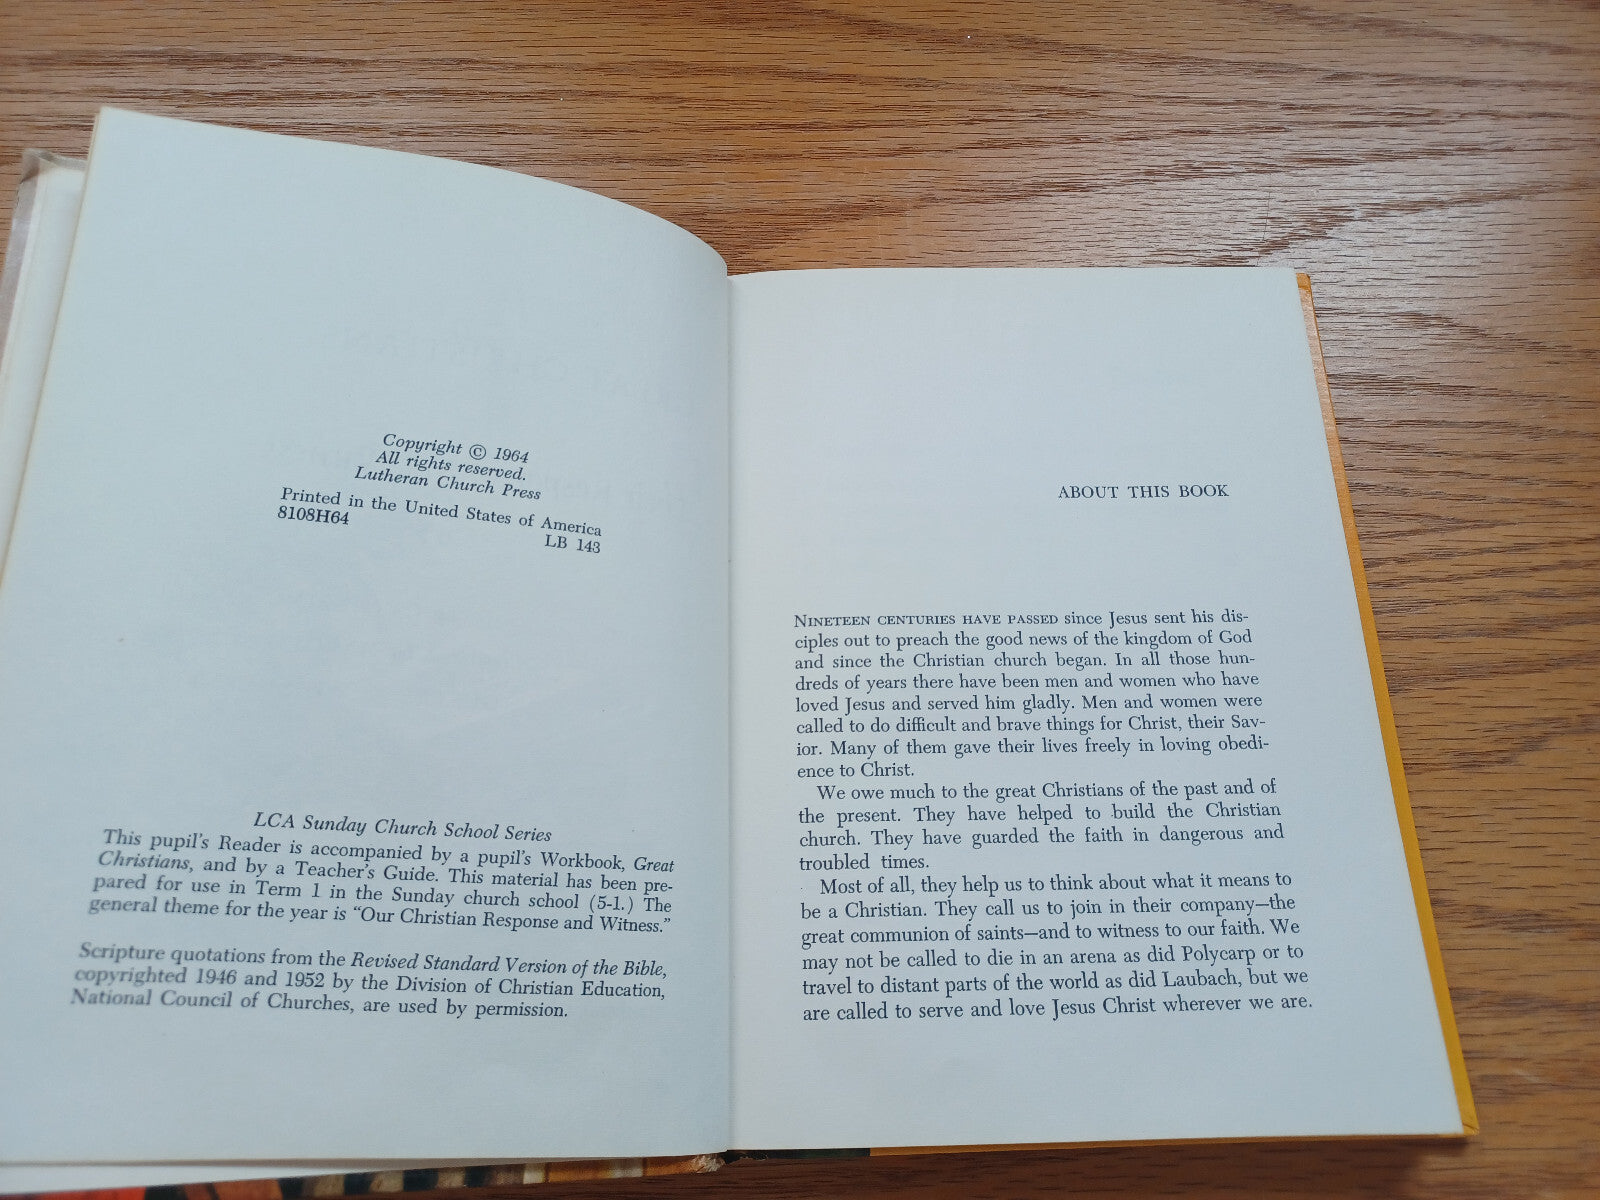 Copyright © 1964
All rights reserved.
Lutheran Church Press
Printed in the United States of America
8108H64
LB 143
LCA Sunday Church School Series
This pupil's Reader is accompanied by a pupil's Workbook, Great
Christians, and by a Teacher's Guide. This material has been pre-
pared for use in Term 1 in the Sunday church school (5-1.) The
general theme for the year is “Our Christian Response and Witness.”
Scripture quotations from the Revised Standard Version of the Bible,
copyrighted 1946 and 1952 by the Division of Christian Education,
National Council of Churches, are used by permission.
ABOUT THIS BOOK
NINETEEN CENTURIES HAVE PASSED since Jesus sent his dis-
ciples out to preach the good news of the kingdom of God
and since the Christian church began. In all those hun-
dreds of years there have been men and women who have
loved Jesus and served him gladly. Men and women were
called to do difficult and brave things for Christ, their Sav-
ior. Many of them gave their lives freely in loving obedi-
ence to Christ.
We owe much to the great Christians of the past and of
the present. They have helped to build the Christian
church. They have guarded the faith in dangerous and
troubled times.
Most of all, they help us to think about what it means to
be a Christian. They call us to join in their company—the
great communion of saints—and to witness to our faith. We
may not be called to die in an arena as did Polycarp or to
travel to distant parts of the world as did Laubach, but we
are called to serve and love Jesus Christ wherever we are.